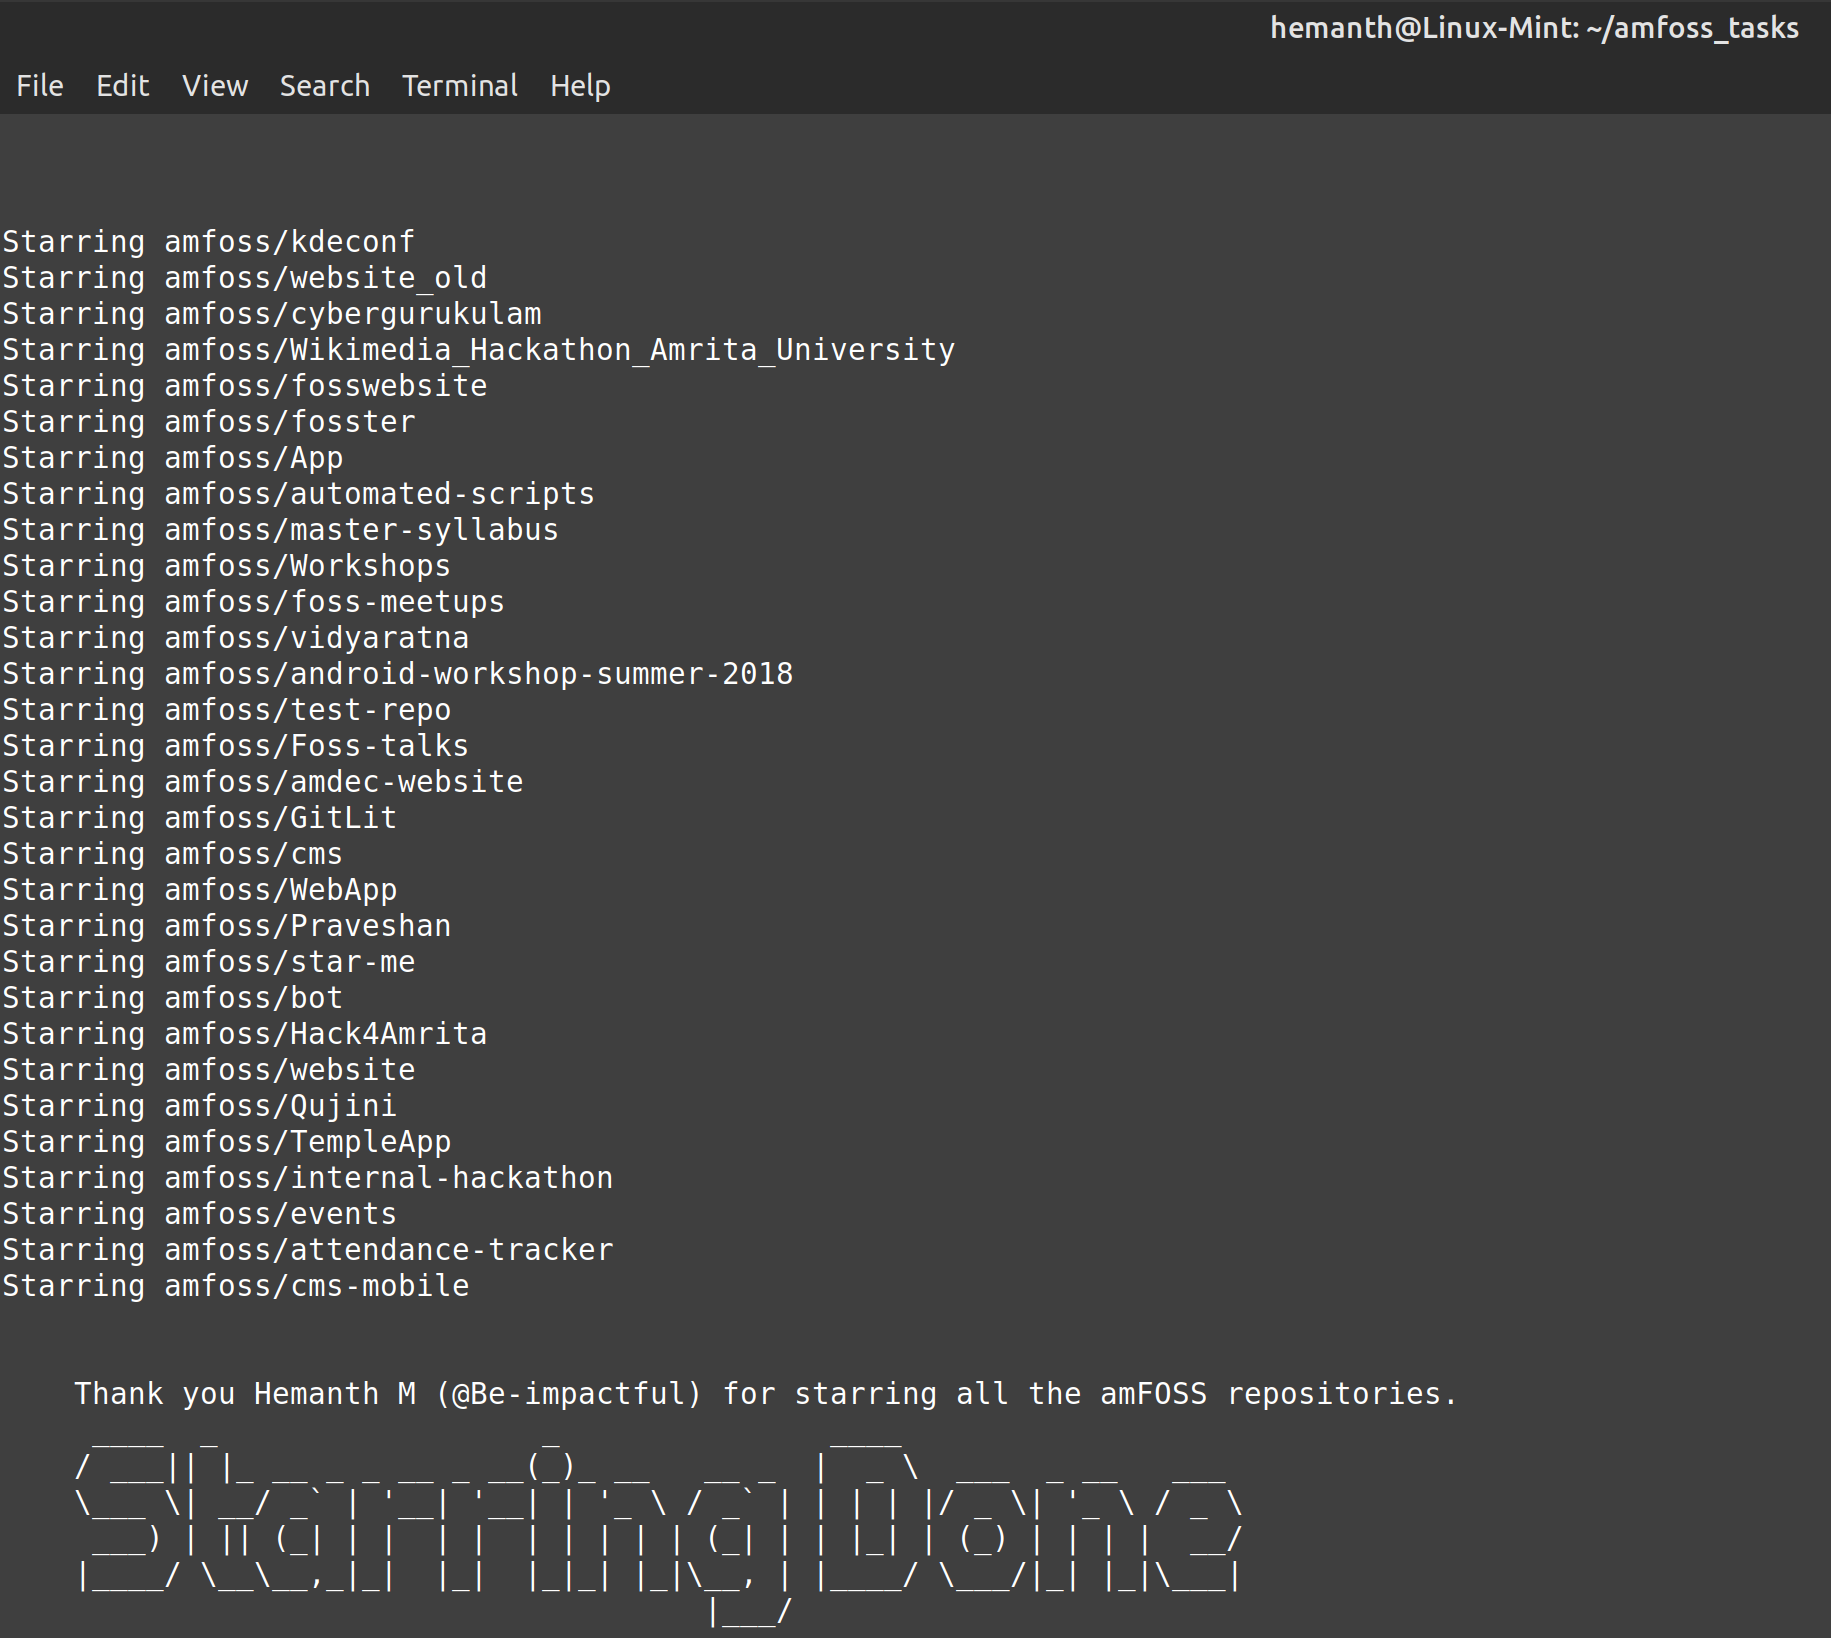 hemanth@Linux-Mint: ~/amfoss_tasks
File Edit View Search Terminal Help
Starring amfoss/kdeconf
Starring amfoss/website_old
Starring amfoss/cybergurukulam
Starring amfoss/Wikimedia_Hackathon_Amrita_University
Starring amfoss/fosswebsite
Starring amfoss/fosster
Starring amfoss/App
Starring amfoss/automated-scripts
Starring amfoss/master-syllabus
Starring amfoss/Workshops
Starring amfoss/foss-meetups
Starring amfoss/vidyaratna
Starring amfoss/android-workshop-summer-2018
Starring amfoss/test-repo
Starring amfoss/Foss-talks
Starring amfoss/amdec-website
Starring amfoss/GitLit
Starring amfoss/cms
Starring amfoss/WebApp
Starring amfoss/Praveshan
Starring amfoss/star-me
Starring amfoss/bot
Starring amfoss/Hack4Amrita
Starring amfoss/website
Starring amfoss/Qujini
Starring amfoss/TempleApp
Starring amfoss/internal-hackathon
Starring amfoss/events
Starring amfoss/attendance-tracker
Starring amfoss/cms-mobile
Thank you Hemanth M (@Be-impactful) for starring all the amFOSS repositories.
Starring Done